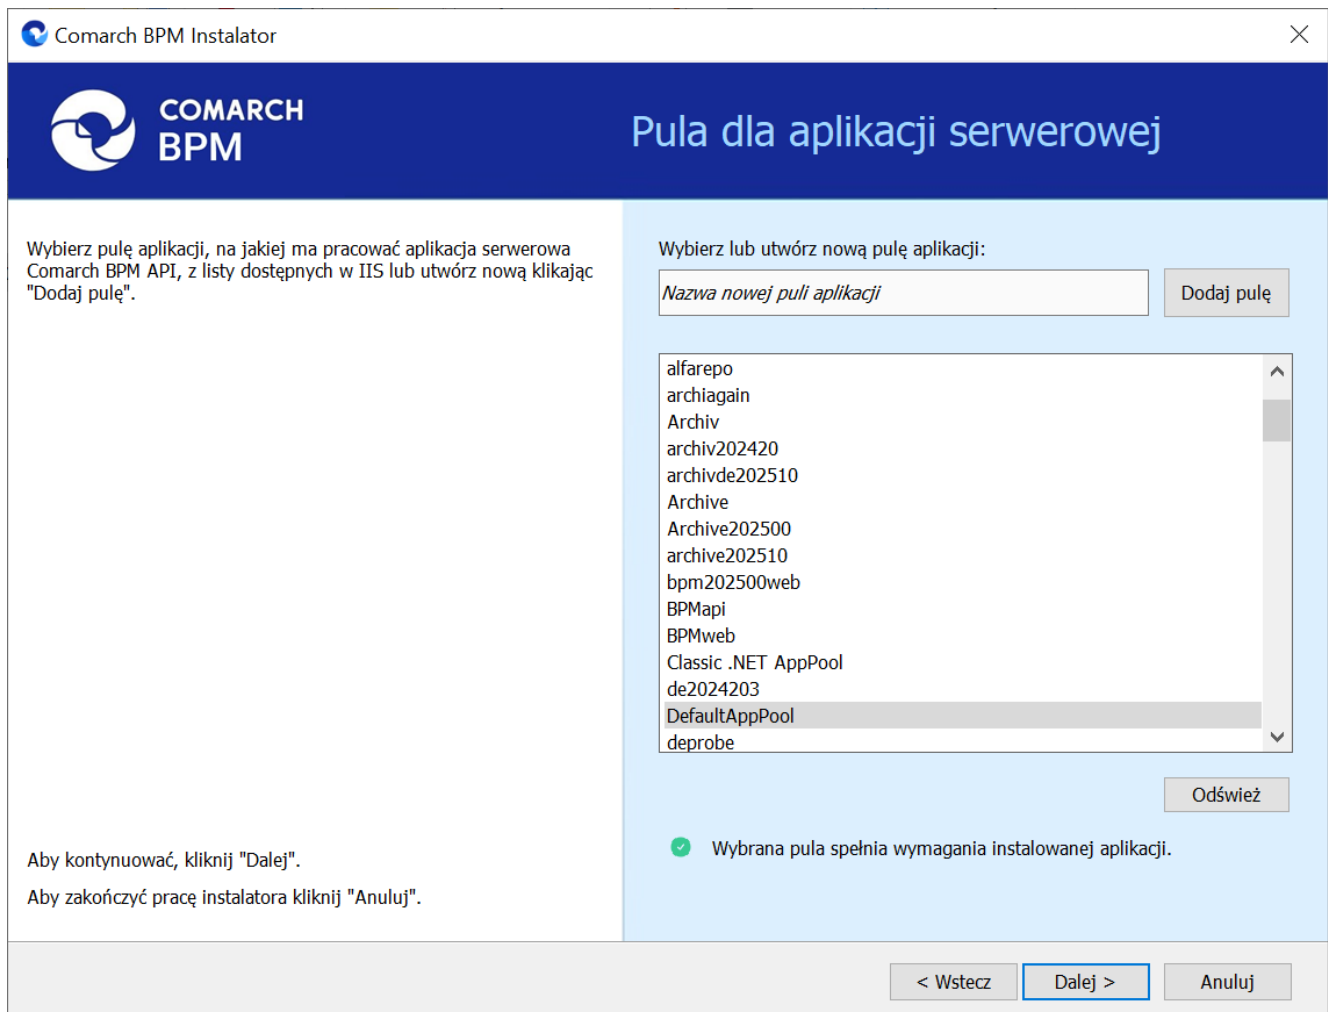 Comarch BPM Instalator
COMARCH
BPM
Pula dla aplikacji serwerowej
Wybierz pulę aplikacji, na jakiej ma pracować aplikacja serwerowa
Comarch BPM API, z listy dostępnych w IIS lub utwórz nową klikając
"Dodaj pulę".
Aby kontynuować, kliknij "Dalej".
Aby zakończyć pracę instalatora kliknij "Anuluj".
Wybierz lub utwórz nową pulę aplikacji:
Nazwa nowej puli aplikacji
Dodaj pulę
alfarepo
archiagain
Archiv
archiv202420
archivde202510
Archive
Archive202500
archive202510
bpm202500web
BPMapi
BPMweb
Classic .NET AppPool
de2024203
DefaultAppPool
deprobe
Odśwież
Wybrana pula spełnia wymagania instalowanej aplikacji.
< Wstecz
Dalej >
Anuluj